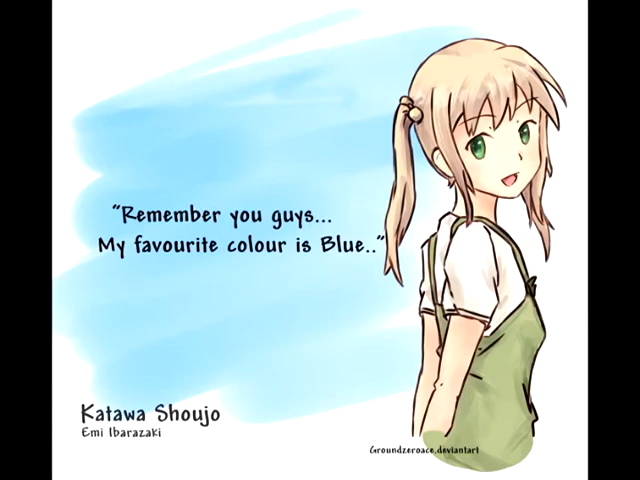 "Remember you guys...
My favourite colour is Blue.."
Katawa Shoujo
Emi Ibarazaki
Groundzeroace.deviantart